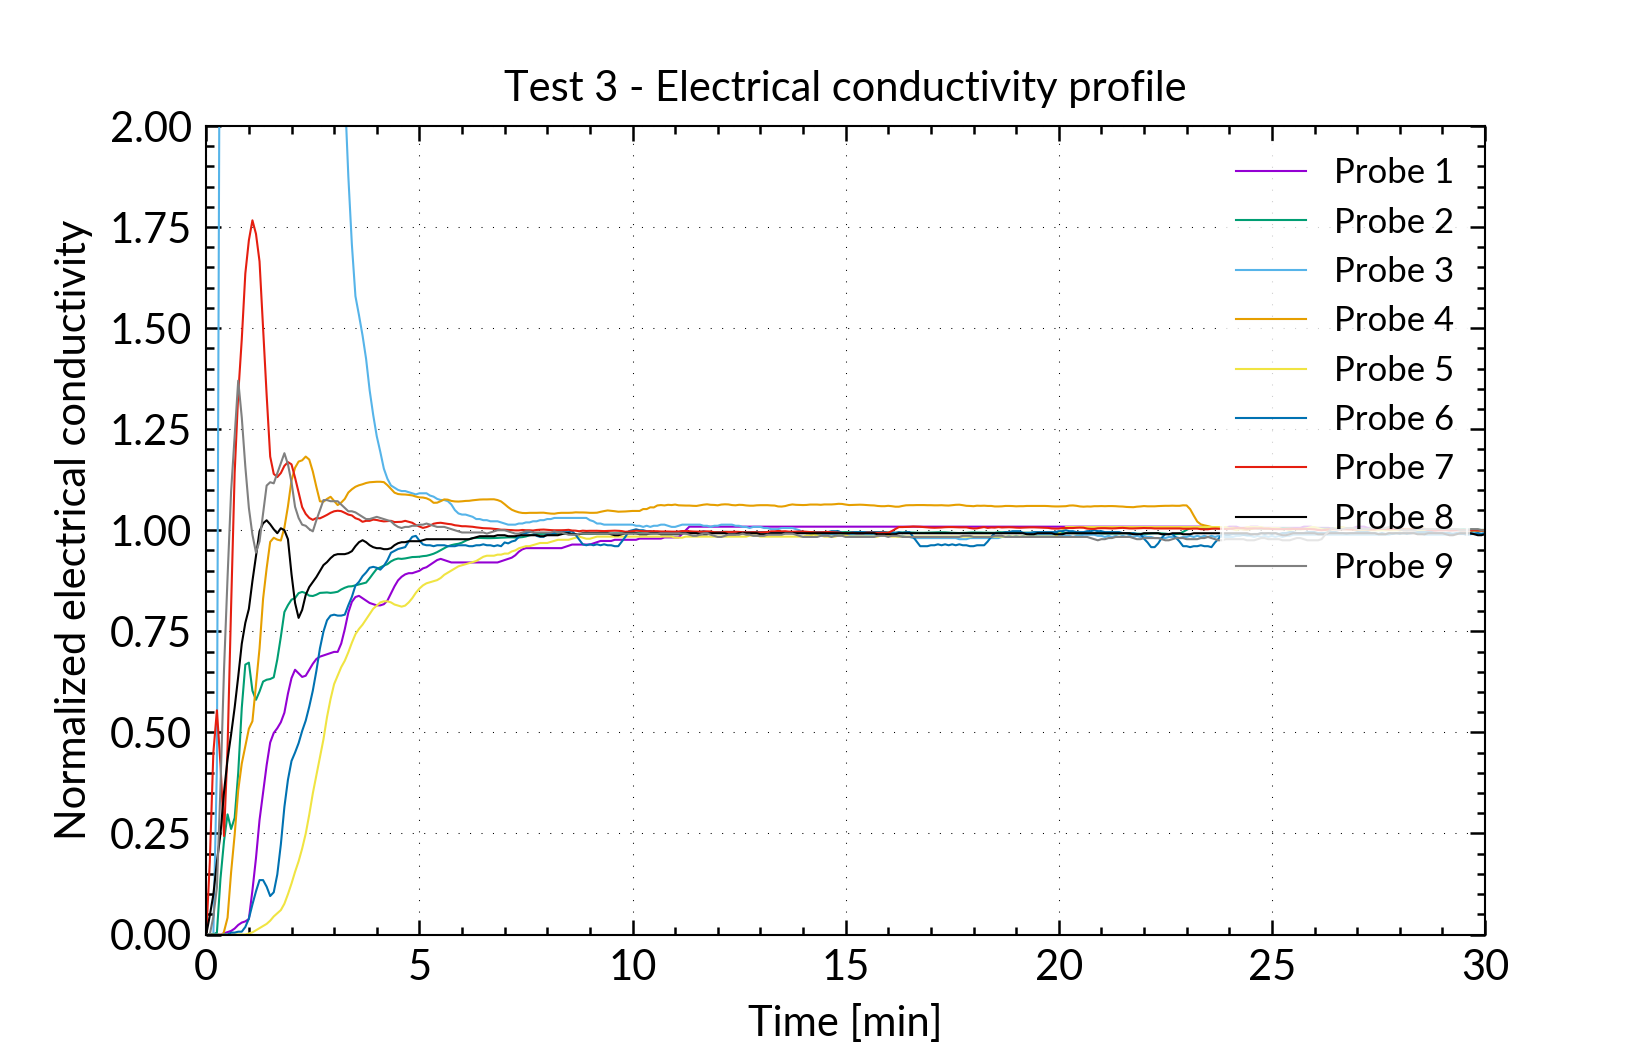 Test 3 - Electrical conductivity profile
2.00
1.75
1.50
1.25
1.00
0.75
0.50
0.25
0.00
Normalized electrical conductivity
Probe 1
Probe 2
Probe 3
Probe 4
Probe 5
Probe 6
Probe 7
Probe 8
Probe 9
0 5 10 15 20 25 30
Time [min]